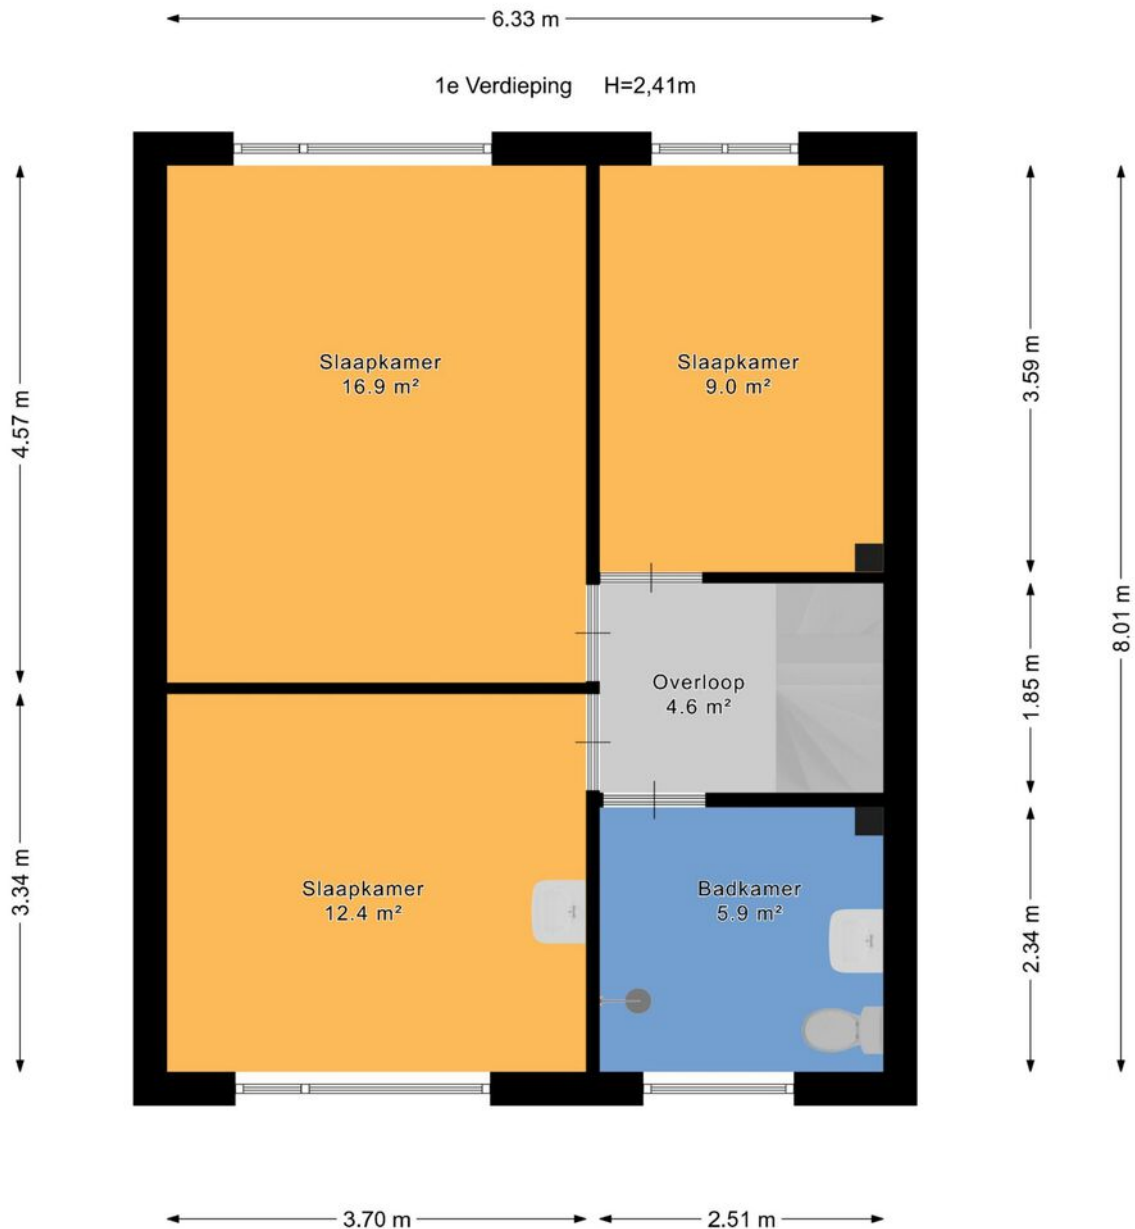 6.33 m
1e Verdieping H=2,41m
Slaapkamer
16.9 m²
Slaapkamer
9.0 m²
4.57 m
3.59 m
8.01 m
Overloop
4.6 m²
1.85 m
Slaapkamer
12.4 m²
Badkamer
5.9 m²
3.34 m
2.34 m
3.70 m
2.51 m